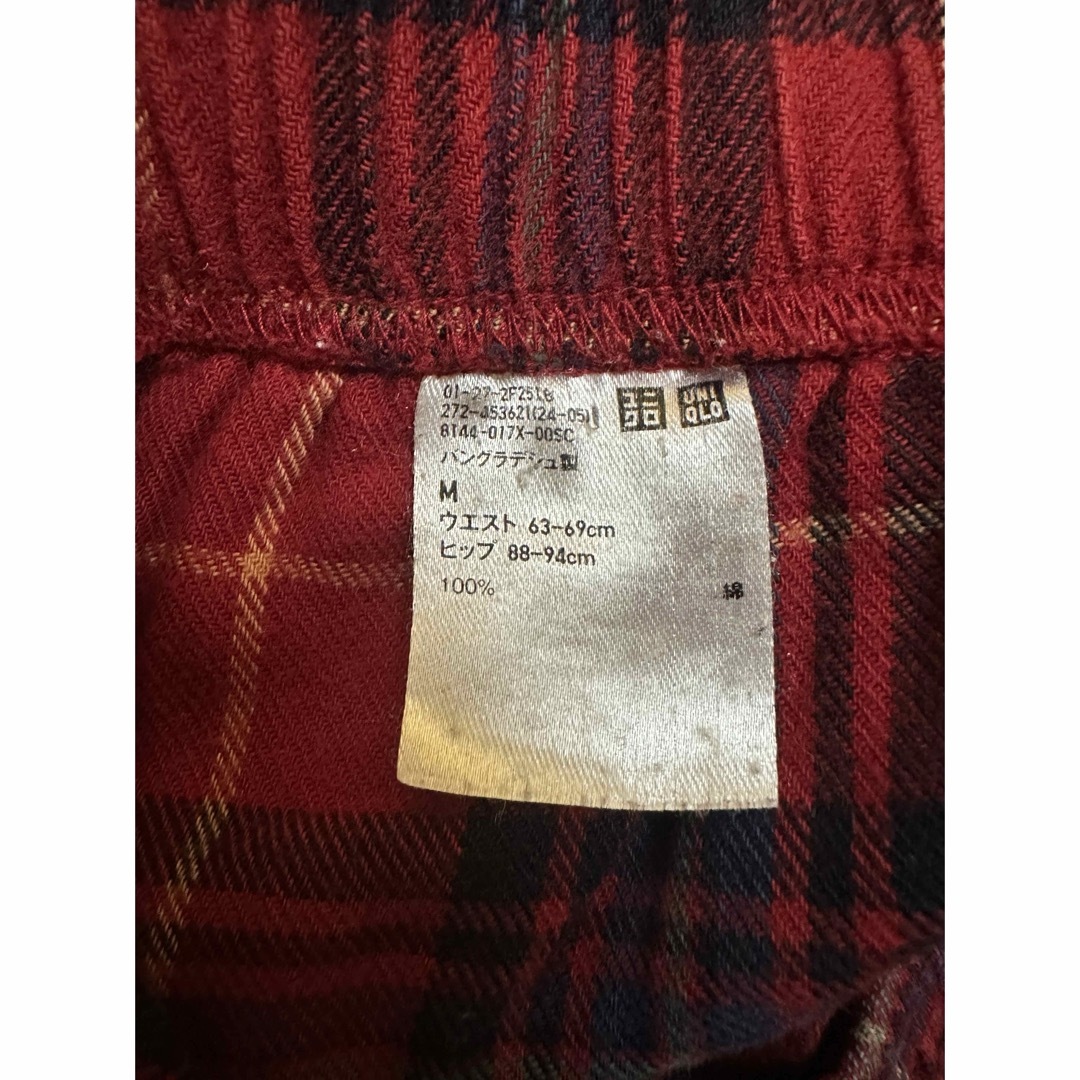 01-22-2F2518
ユニクロ
UNIQLO
272-453621(24-05)
8144-017X-00SC
バングラデシュ製
M
ウエスト 63-69cm
ヒップ 88-94cm
100% 綿